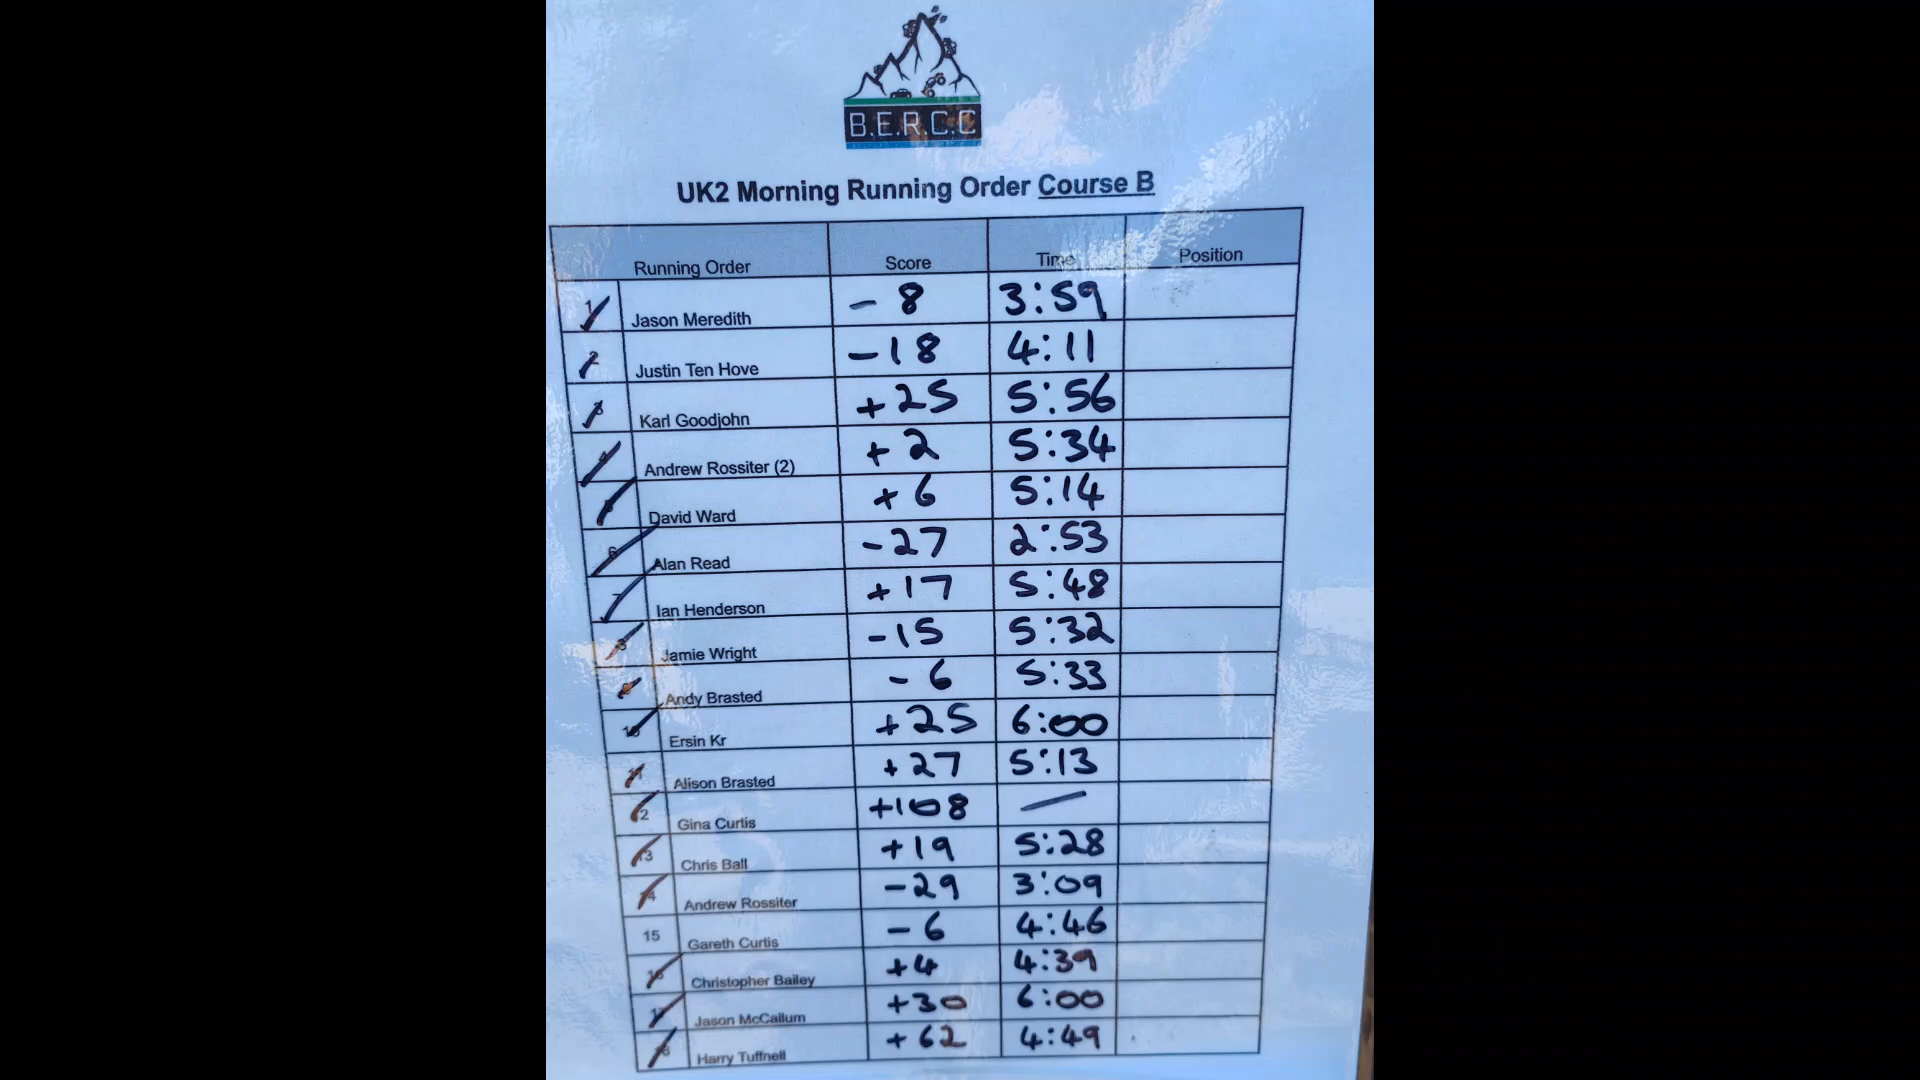 B.E.R.C.C
UK2 Morning Running Order Course B
Running Order Score Time Position
1 Jason Meredith - 8 3:59
2 Justin Ten Hove -18 4:11
3 Karl Goodjohn +25 5:56
4 Andrew Rossiter (2) +2 5:34
5 David Ward +6 5:14
6 Alan Read -27 2:53
7 Ian Henderson +17 5:48
8 Jamie Wright -15 5:32
9 Andy Brasted - 6 5:33
10 Ersin Kr +25 6:00
11 Alison Brasted +27 5:13
12 Gina Curtis +108 —
13 Chris Ball +19 5:28
14 Andrew Rossiter -29 3:09
15 Gareth Curtis - 6 4:46
16 Christopher Bailey +4 4:39
17 Jason McCallum +30 6:00
18 Harry Tuffnell +62 4:49